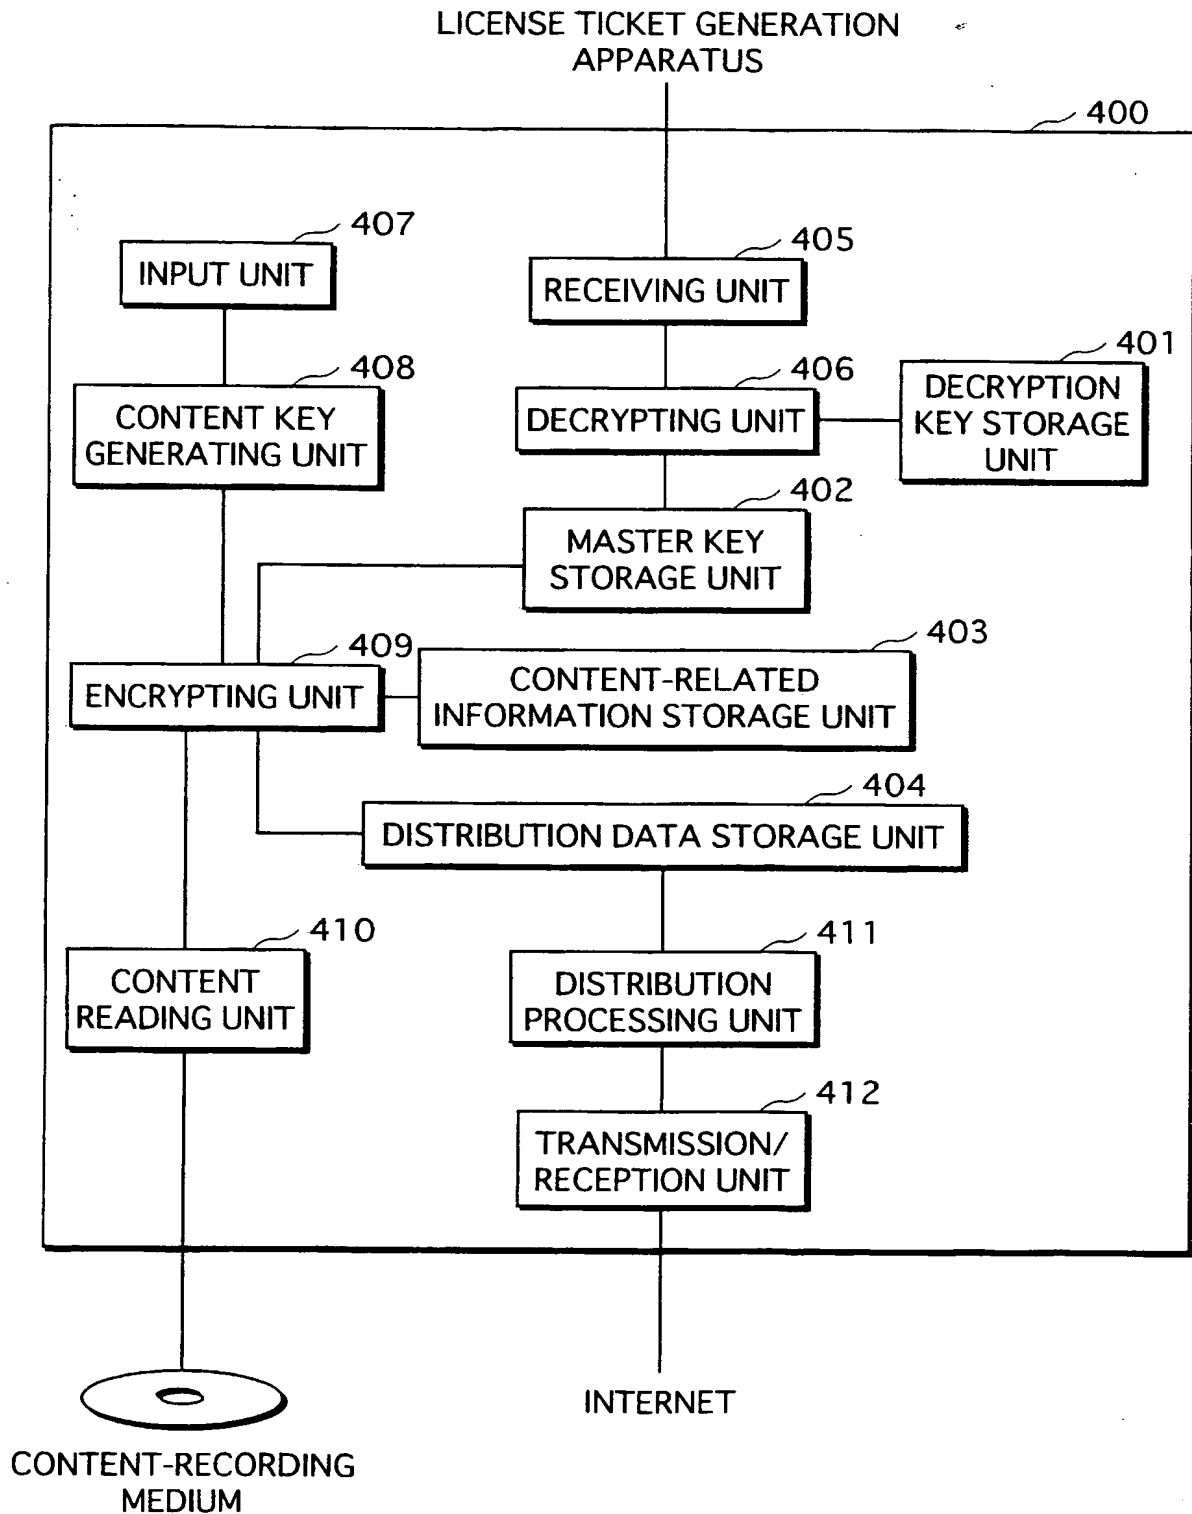 LICENSE TICKET GENERATION
APPARATUS
400
407
INPUT UNIT
405
RECEIVING UNIT
408
CONTENT KEY
GENERATING UNIT
406
DECRYPTING UNIT
401
DECRYPTION
KEY STORAGE
UNIT
402
MASTER KEY
STORAGE UNIT
409
ENCRYPTING UNIT
403
CONTENT-RELATED
INFORMATION STORAGE UNIT
404
DISTRIBUTION DATA STORAGE UNIT
410
CONTENT
READING UNIT
411
DISTRIBUTION
PROCESSING UNIT
412
TRANSMISSION/
RECEPTION UNIT
INTERNET
CONTENT-RECORDING
MEDIUM